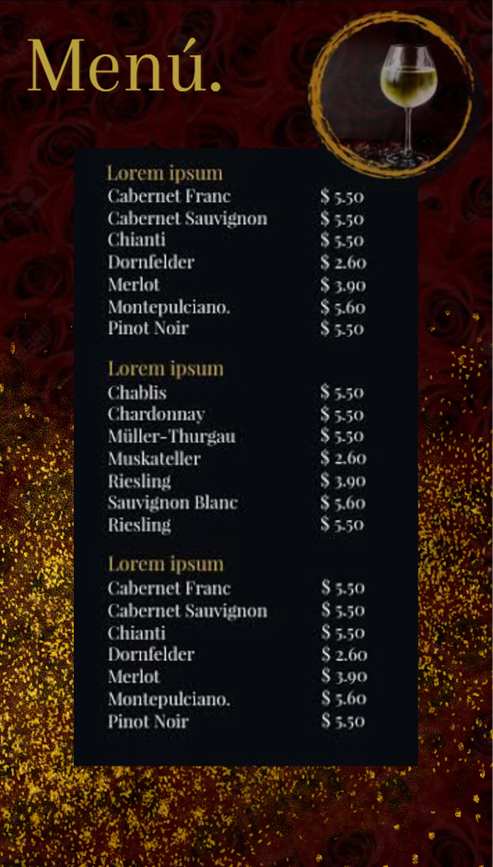 Menú.
Lorem ipsum
Cabernet Franc $ 5.50
Cabernet Sauvignon $ 5.50
Chianti $ 5.50
Dornfelder $ 2.60
Merlot $ 3.90
Montepulciano. $ 5.60
Pinot Noir $ 5.50
Lorem ipsum
Chablis $ 5.50
Chardonnay $ 5.50
Müller-Thurgau $ 5.50
Muskateller $ 2.60
Riesling $ 3.90
Sauvignon Blanc $ 5.60
Riesling $ 5.50
Lorem ipsum
Cabernet Franc $ 5.50
Cabernet Sauvignon $ 5.50
Chianti $ 5.50
Dornfelder $ 2.60
Merlot $ 3.90
Montepulciano. $ 5.60
Pinot Noir $ 5.50